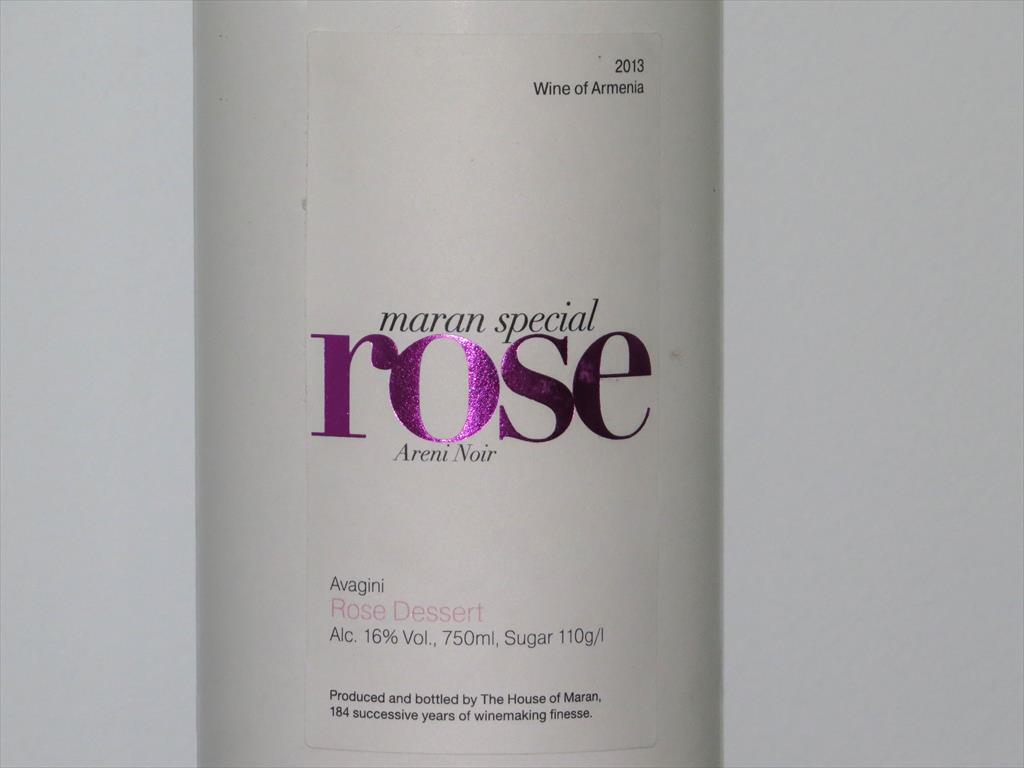 2013
Wine of Armenia
maran special
rose
Areni Noir
Avagini
Rose Dessert
Alc. 16% Vol., 750ml, Sugar 110g/l
Produced and bottled by The House of Maran,
184 successive years of winemaking finesse.